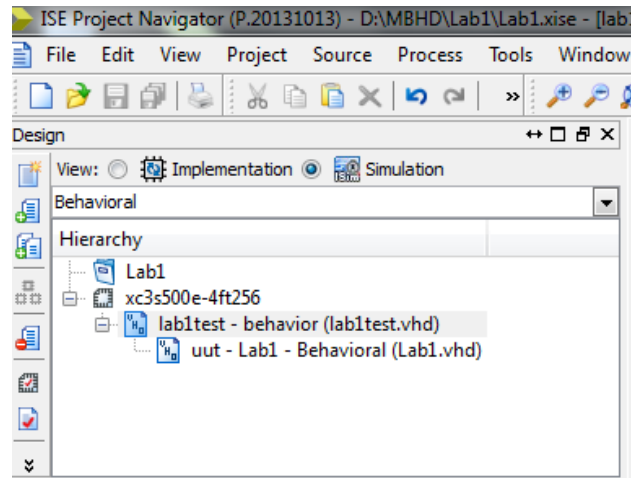 ISE Project Navigator (P.20131013) - D:\MBHD\Lab1\Lab1.xise - [lab
File Edit View Project Source Process Tools Window
»
Design
View: Implementation ISim Simulation
Behavioral
Hierarchy
Lab1
xc3s500e-4ft256
lab1test - behavior (lab1test.vhd)
uut - Lab1 - Behavioral (Lab1.vhd)